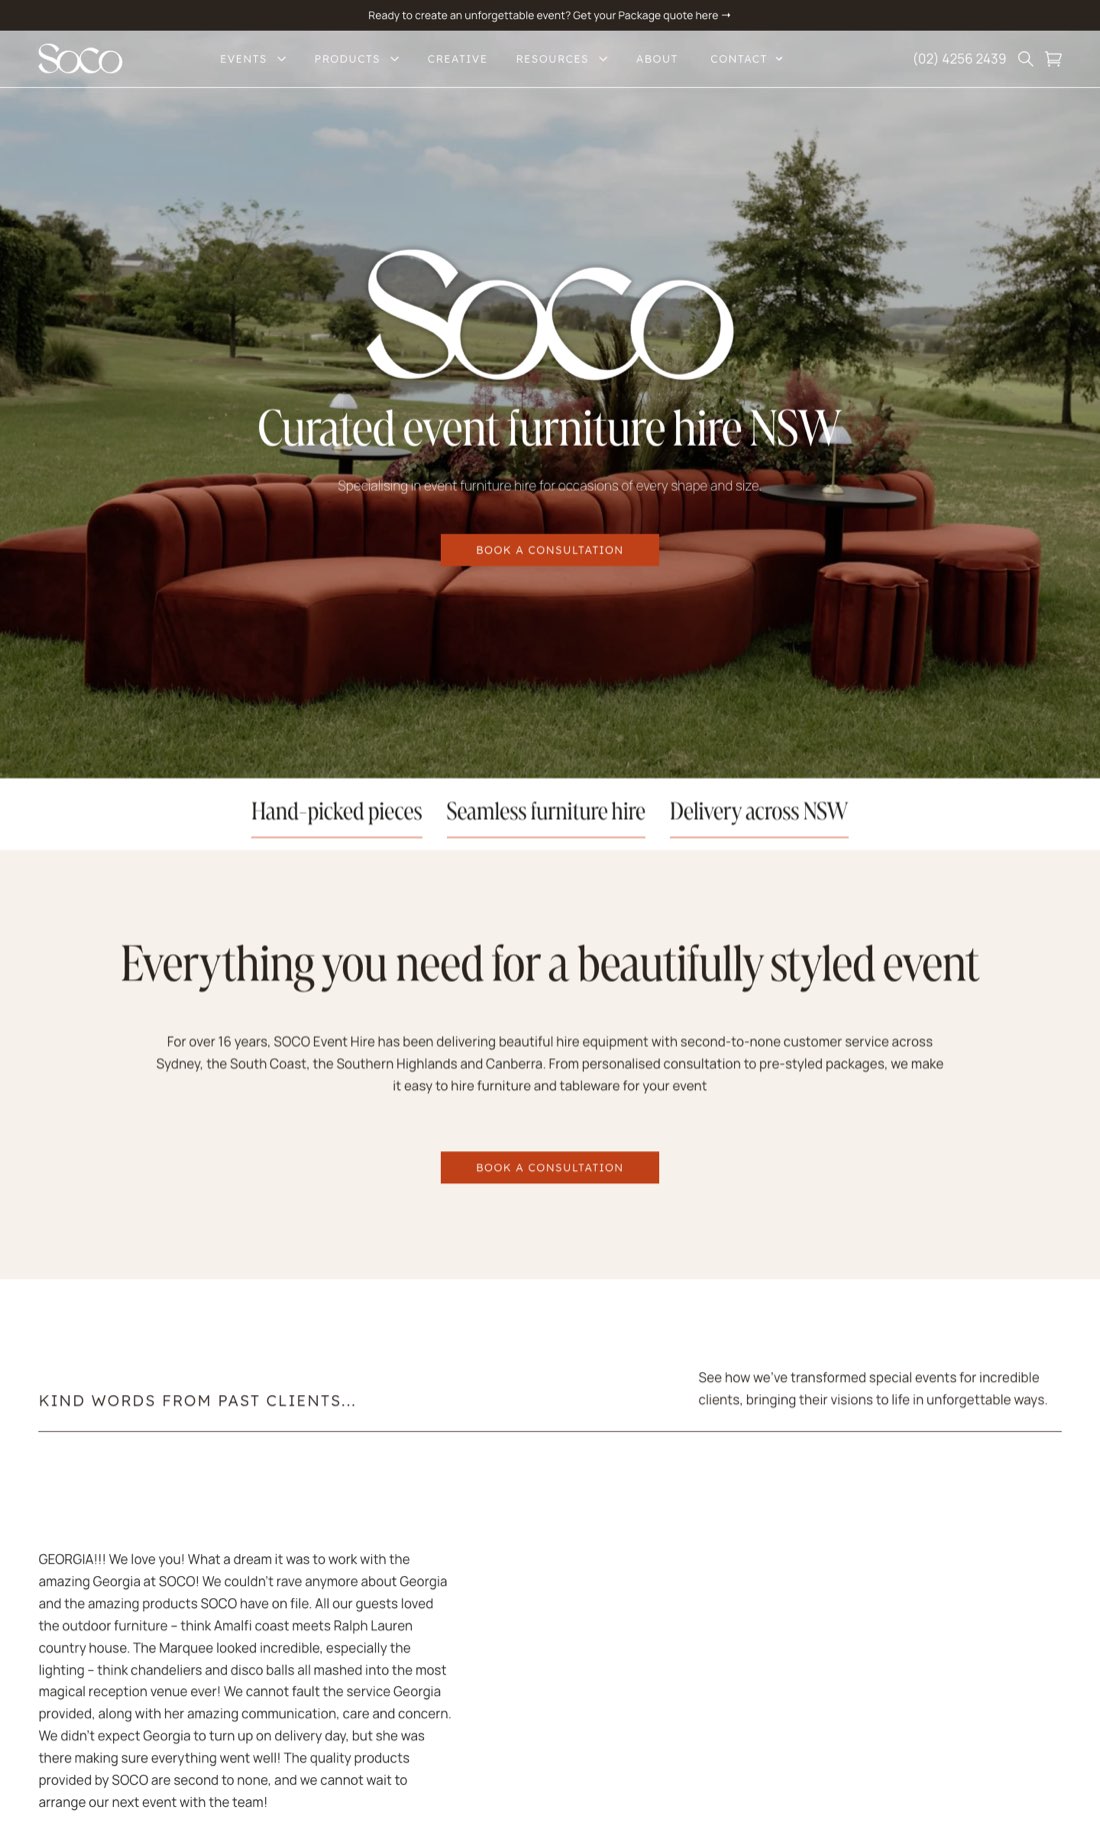 Ready to create an unforgettable event? Get your Package quote here →
SOCO
EVENTS
PRODUCTS
CREATIVE
RESOURCES
ABOUT
CONTACT
(02) 4256 2439
SOCO
Curated event furniture hire NSW
Specialising in event furniture hire for occasions of every shape and size.
BOOK A CONSULTATION
Hand-picked pieces
Seamless furniture hire
Delivery across NSW
Everything you need for a beautifully styled event
For over 16 years, SOCO Event Hire has been delivering beautiful hire equipment with second-to-none customer service across
Sydney, the South Coast, the Southern Highlands and Canberra. From personalised consultation to pre-styled packages, we make
it easy to hire furniture and tableware for your event
BOOK A CONSULTATION
KIND WORDS FROM PAST CLIENTS...
See how we've transformed special events for incredible
clients, bringing their visions to life in unforgettable ways.
GEORGIA!!! We love you! What a dream it was to work with the
amazing Georgia at SOCO! We couldn't rave anymore about Georgia
and the amazing products SOCO have on file. All our guests loved
the outdoor furniture – think Amalfi coast meets Ralph Lauren
country house. The Marquee looked incredible, especially the
lighting – think chandeliers and disco balls all mashed into the most
magical reception venue ever! We cannot fault the service Georgia
provided, along with her amazing communication, care and concern.
We didn't expect Georgia to turn up on delivery day, but she was
there making sure everything went well! The quality products
provided by SOCO are second to none, and we cannot wait to
arrange our next event with the team!